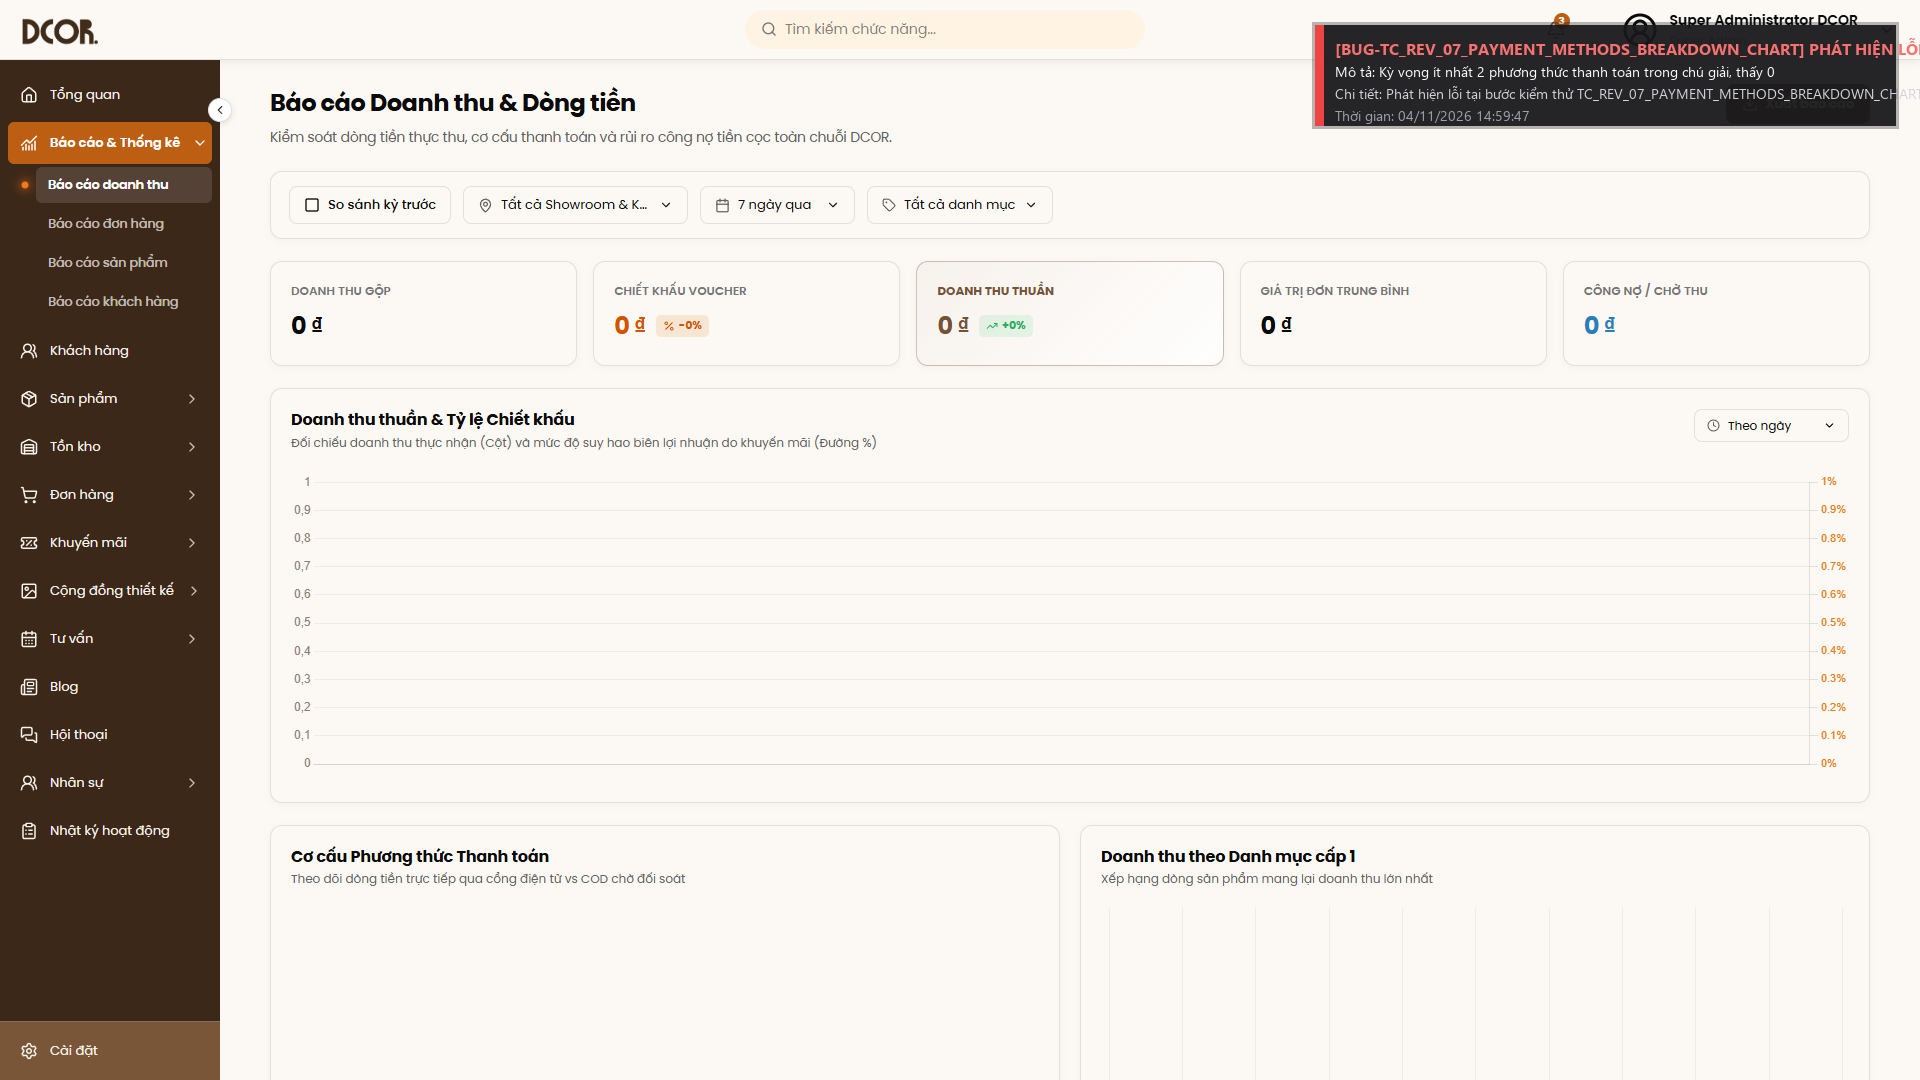 DCOR.
Tìm kiếm chức năng...
3
Super Administrator DCOR
[BUG-TC_REV_07_PAYMENT_METHODS_BREAKDOWN_CHART] PHÁT HIỆN LỖ
Mô tả: Kỳ vọng ít nhất 2 phương thức thanh toán trong chú giải, thấy 0
Chi tiết: Phát hiện lỗi tại bước kiểm thử TC_REV_07_PAYMENT_METHODS_BREAKDOWN_CHART
Thời gian: 04/11/2026 14:59:47
Tổng quan
Báo cáo & Thống kê
Báo cáo doanh thu
Báo cáo đơn hàng
Báo cáo sản phẩm
Báo cáo khách hàng
Khách hàng
Sản phẩm
Tồn kho
Đơn hàng
Khuyến mãi
Cộng đồng thiết kế
Tư vấn
Blog
Hội thoại
Nhân sự
Nhật ký hoạt động
Cài đặt
Báo cáo Doanh thu & Dòng tiền
Kiểm soát dòng tiền thực thu, cơ cấu thanh toán và rủi ro công nợ tiền cọc toàn chuỗi DCOR.
So sánh kỳ trước
Tất cả Showroom & K...
7 ngày qua
Tất cả danh mục
DOANH THU GỘP
0 ₫
CHIẾT KHẤU VOUCHER
0 ₫ -0%
DOANH THU THUẦN
0 ₫ +0%
GIÁ TRỊ ĐƠN TRUNG BÌNH
0 ₫
CÔNG NỢ / CHỜ THU
0 ₫
Doanh thu thuần & Tỷ lệ Chiết khấu
Đối chiếu doanh thu thực nhận (Cột) và mức độ suy hao biên lợi nhuận do khuyến mãi (Đường %)
Theo ngày
1 1%
0,9 0.9%
0,8 0.8%
0,7 0.7%
0,6 0.6%
0,5 0.5%
0,4 0.4%
0,3 0.3%
0,2 0.2%
0,1 0.1%
0 0%
Cơ cấu Phương thức Thanh toán
Theo dõi dòng tiền trực tiếp qua cổng điện tử vs COD chờ đối soát
Doanh thu theo Danh mục cấp 1
Xếp hạng dòng sản phẩm mang lại doanh thu lớn nhất